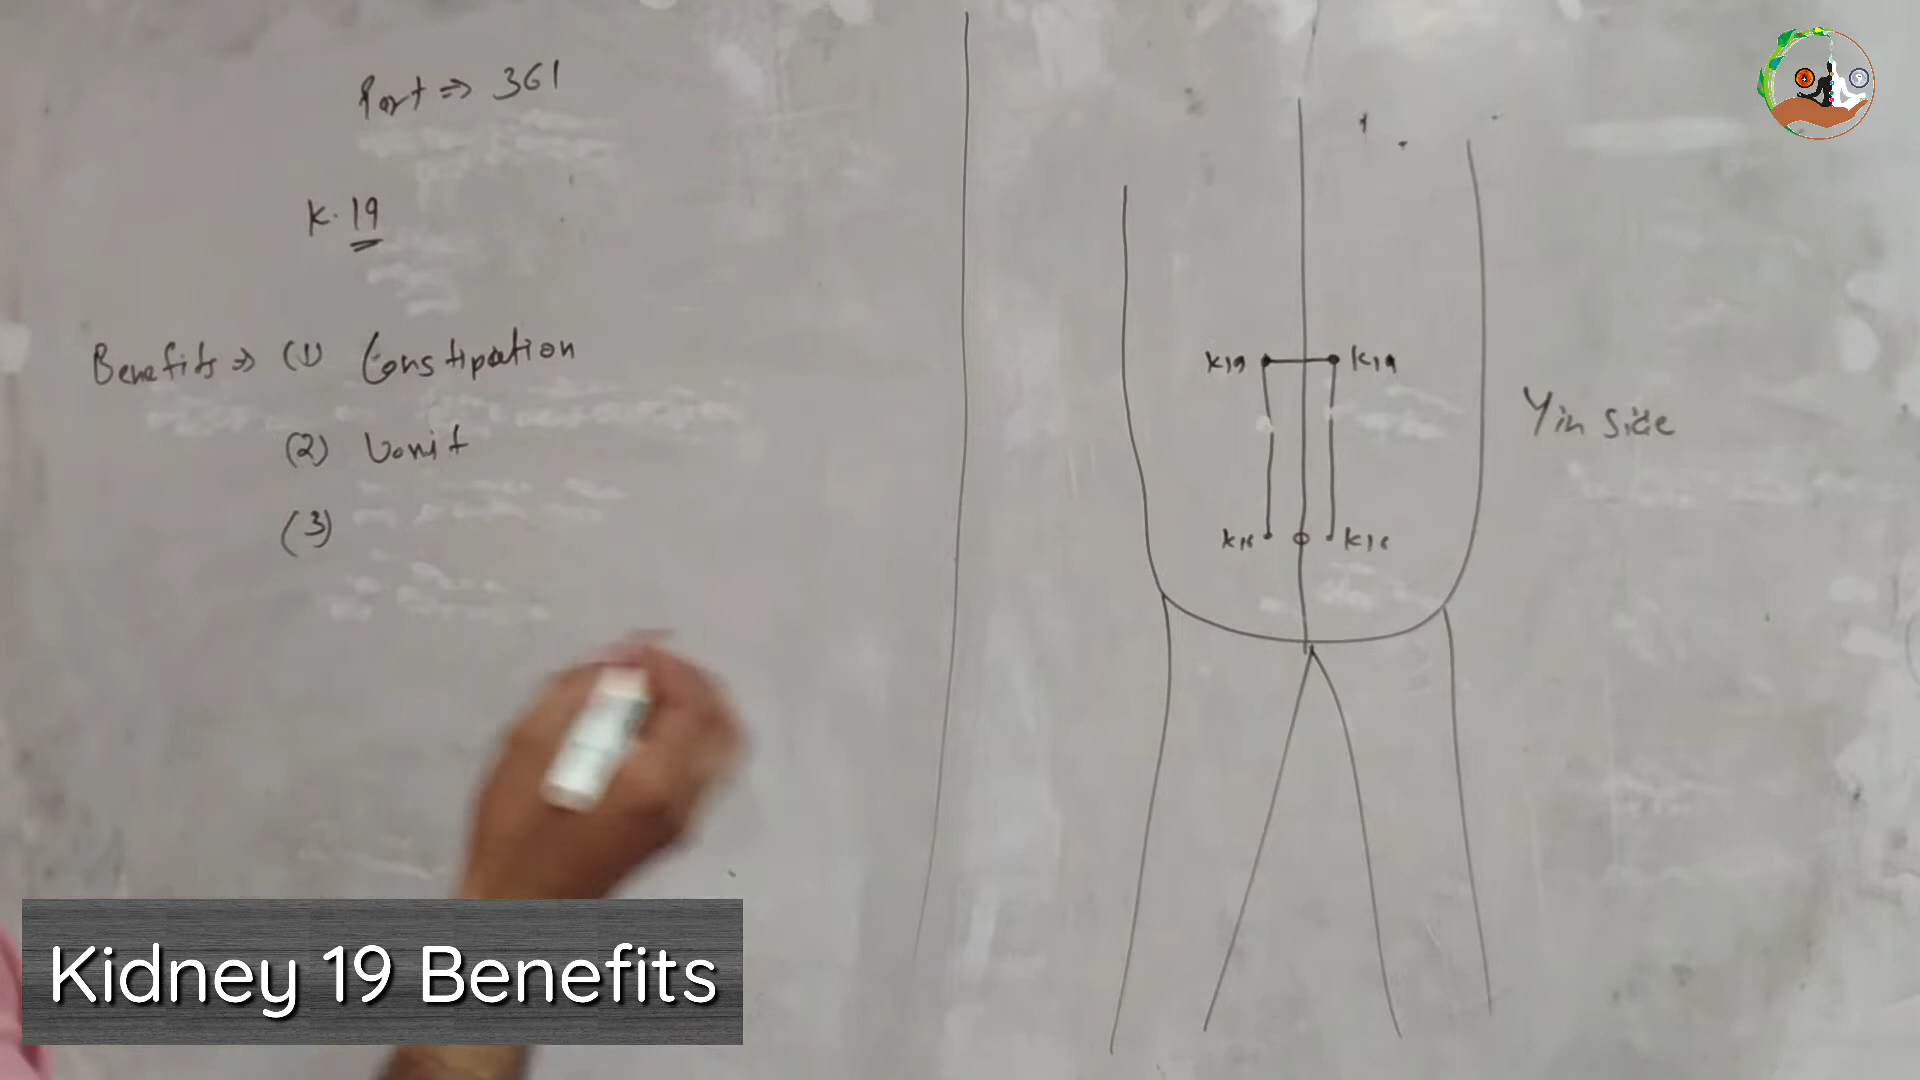 Part ⇒ 361
K. 19
Benefits ⇒ (1) Constipation
(2) Vomit
(3)
K19 K19
Yin side
K16 K16
Kidney 19 Benefits